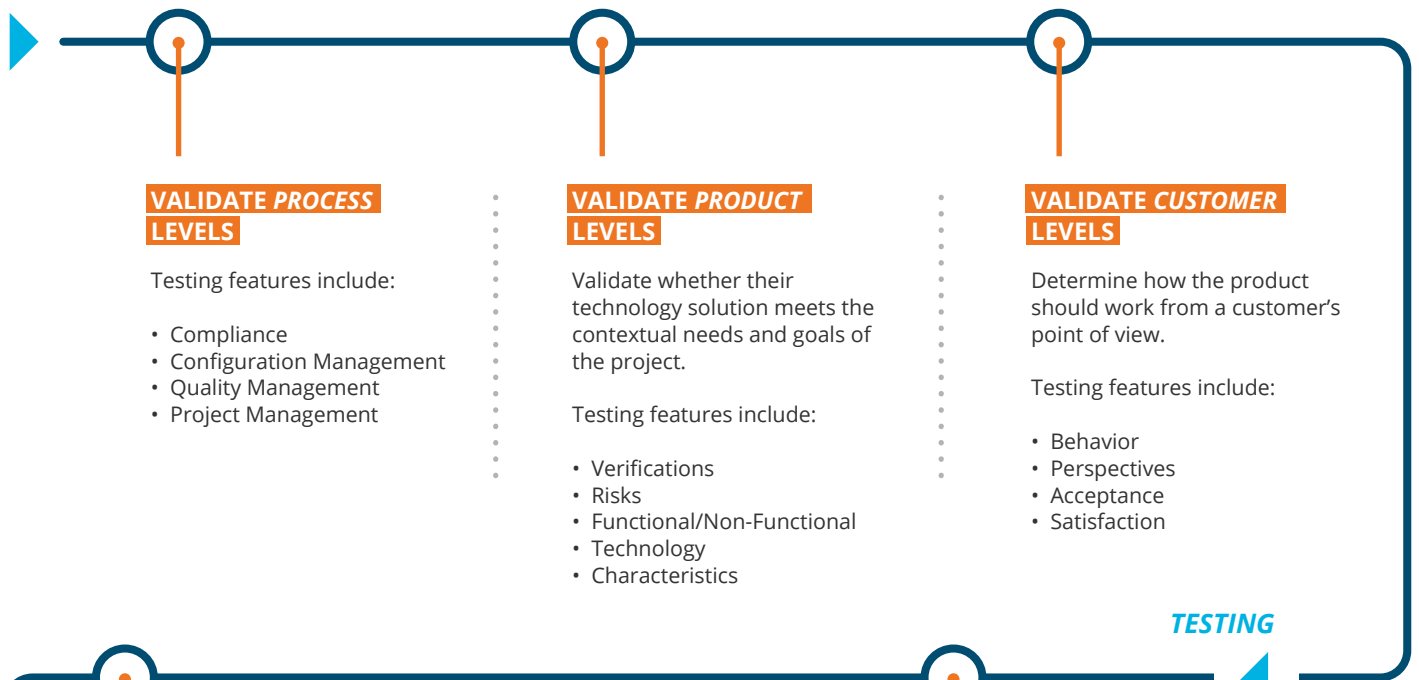 VALIDATE PROCESS
LEVELS
Testing features include:
• Compliance
• Configuration Management
• Quality Management
• Project Management
VALIDATE PRODUCT
LEVELS
Validate whether their
technology solution meets the
contextual needs and goals of
the project.
Testing features include:
• Verifications
• Risks
• Functional/Non-Functional
• Technology
• Characteristics
VALIDATE CUSTOMER
LEVELS
Determine how the product
should work from a customer’s
point of view.
Testing features include:
• Behavior
• Perspectives
• Acceptance
• Satisfaction
TESTING